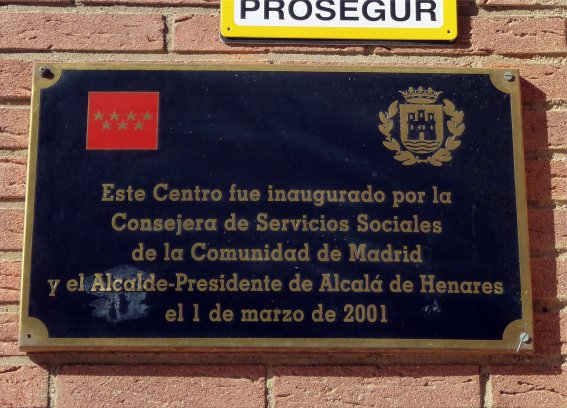 PROSEGUR
Este Centro fue inaugurado por la
Consejera de Servicios Sociales
de la Comunidad de Madrid
y el Alcalde-Presidente de Alcalá de Henares
el 1 de marzo de 2001